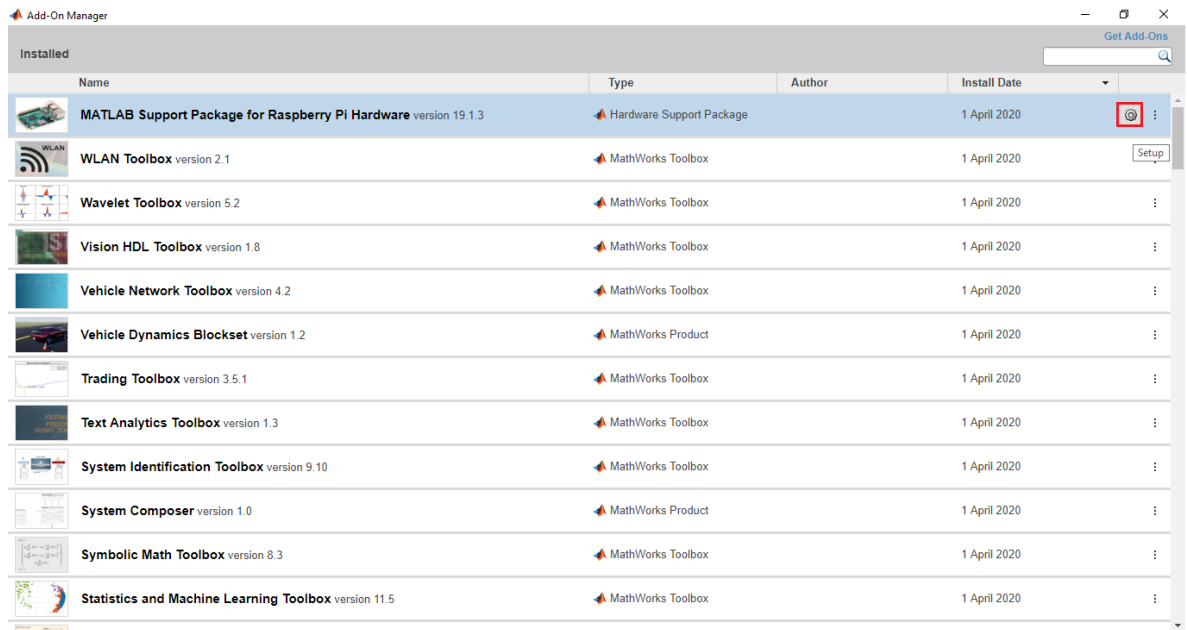 Add-On Manager
Get Add-Ons
Installed
Name Type Author Install Date
MATLAB Support Package for Raspberry Pi Hardware version 19.1.3 Hardware Support Package 1 April 2020
WLAN
WLAN Toolbox version 2.1 MathWorks Toolbox 1 April 2020
Setup
Wavelet Toolbox version 5.2 MathWorks Toolbox 1 April 2020
Vision HDL Toolbox version 1.8 MathWorks Toolbox 1 April 2020
Vehicle Network Toolbox version 4.2 MathWorks Toolbox 1 April 2020
Vehicle Dynamics Blockset version 1.2 MathWorks Product 1 April 2020
Trading Toolbox version 3.5.1 MathWorks Toolbox 1 April 2020
Text Analytics Toolbox version 1.3 MathWorks Toolbox 1 April 2020
System Identification Toolbox version 9.10 MathWorks Toolbox 1 April 2020
System Composer version 1.0 MathWorks Product 1 April 2020
Symbolic Math Toolbox version 8.3 MathWorks Toolbox 1 April 2020
Statistics and Machine Learning Toolbox version 11.5 MathWorks Toolbox 1 April 2020